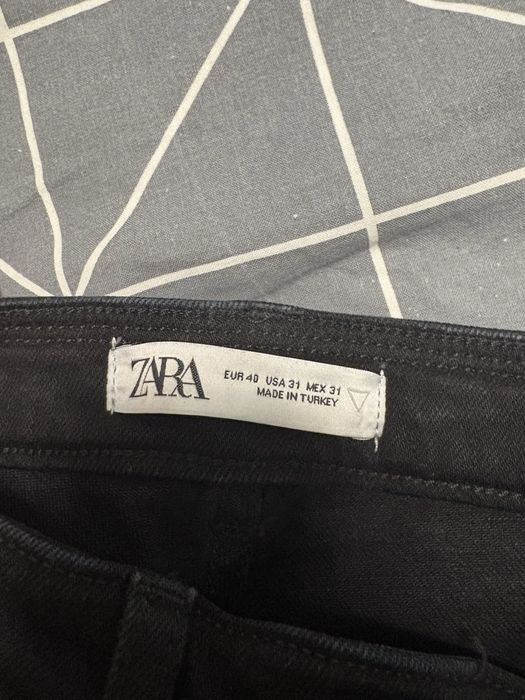 ZARA
EUR 40 USA 31 MEX 31
MADE IN TURKEY